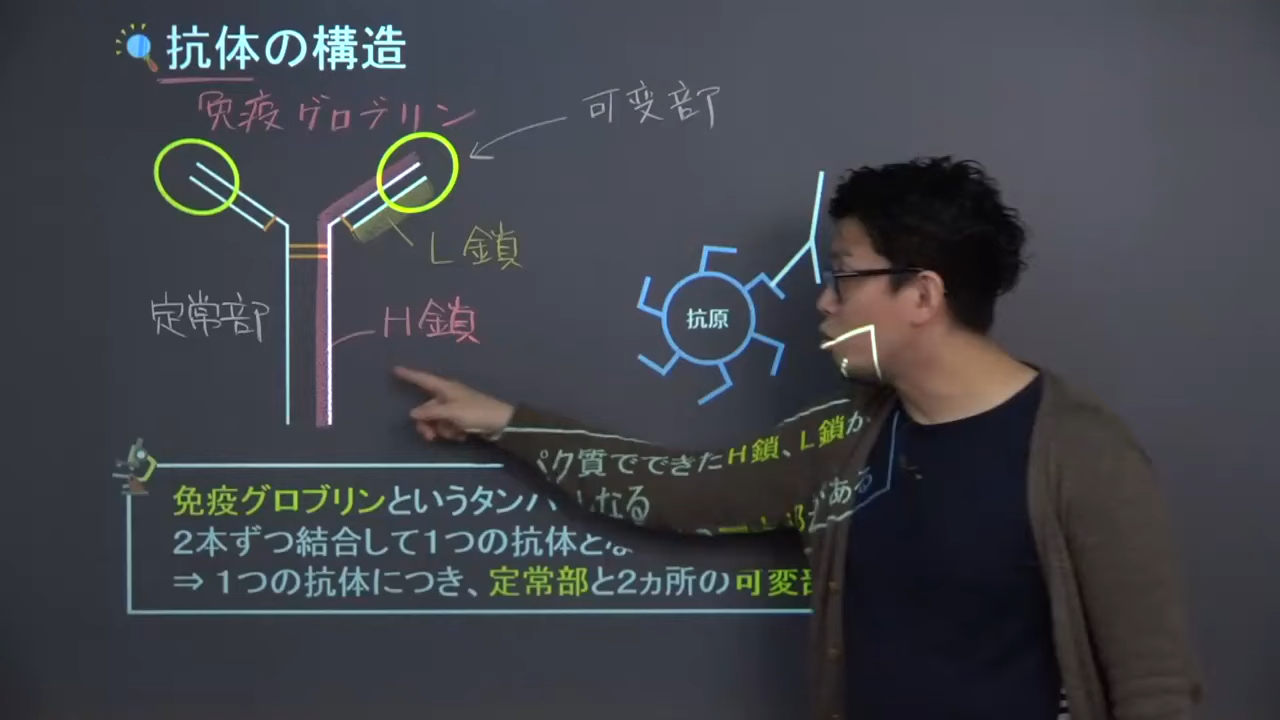 抗体の構造
免疫グロブリン
可変部
L鎖
定常部
H鎖
抗原
免疫グロブリンというタンパク質でできたH鎖、L鎖が
2本ずつ結合して1つの抗体となる
⇒1つの抗体につき、定常部と2ヵ所の可変部がある